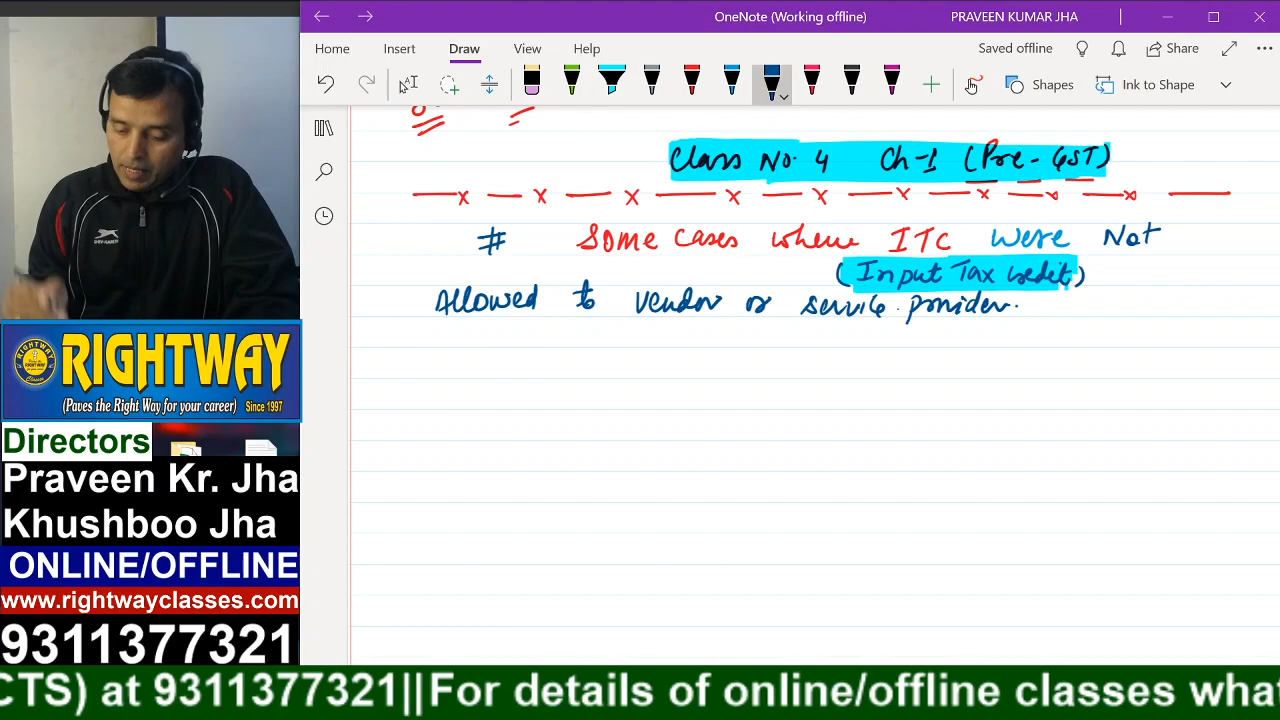 OneNote (Working offline)
PRAVEEN KUMAR JHA
Home Insert Draw View Help
Saved offline
Share
Shapes
Ink to Shape
Class No. 4 Ch-1 (Pre-GST)
# Some cases where ITC were Not
(Input Tax credit)
Allowed to vendor or service provider.
SHIV-NARESH
RIGHTWAY
RIGHTWAY
(Paves the Right Way for your career) Since 1997
Directors
Praveen Kr. Jha
Khushboo Jha
ONLINE/OFFLINE
www.rightwayclasses.com
9311377321
CTS) at 9311377321||For details of online/offline classes what